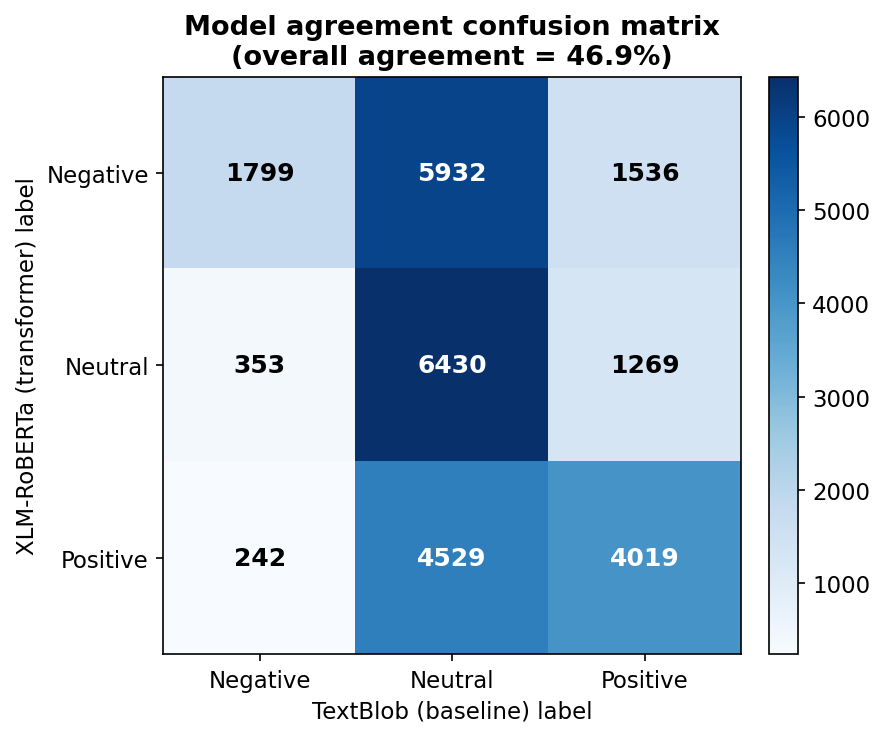 Model agreement confusion matrix
(overall agreement = 46.9%)
XLM-RoBERTa (transformer) label
Negative 1799 5932 1536
Neutral 353 6430 1269
Positive 242 4529 4019
Negative Neutral Positive
TextBlob (baseline) label
6000
5000
4000
3000
2000
1000